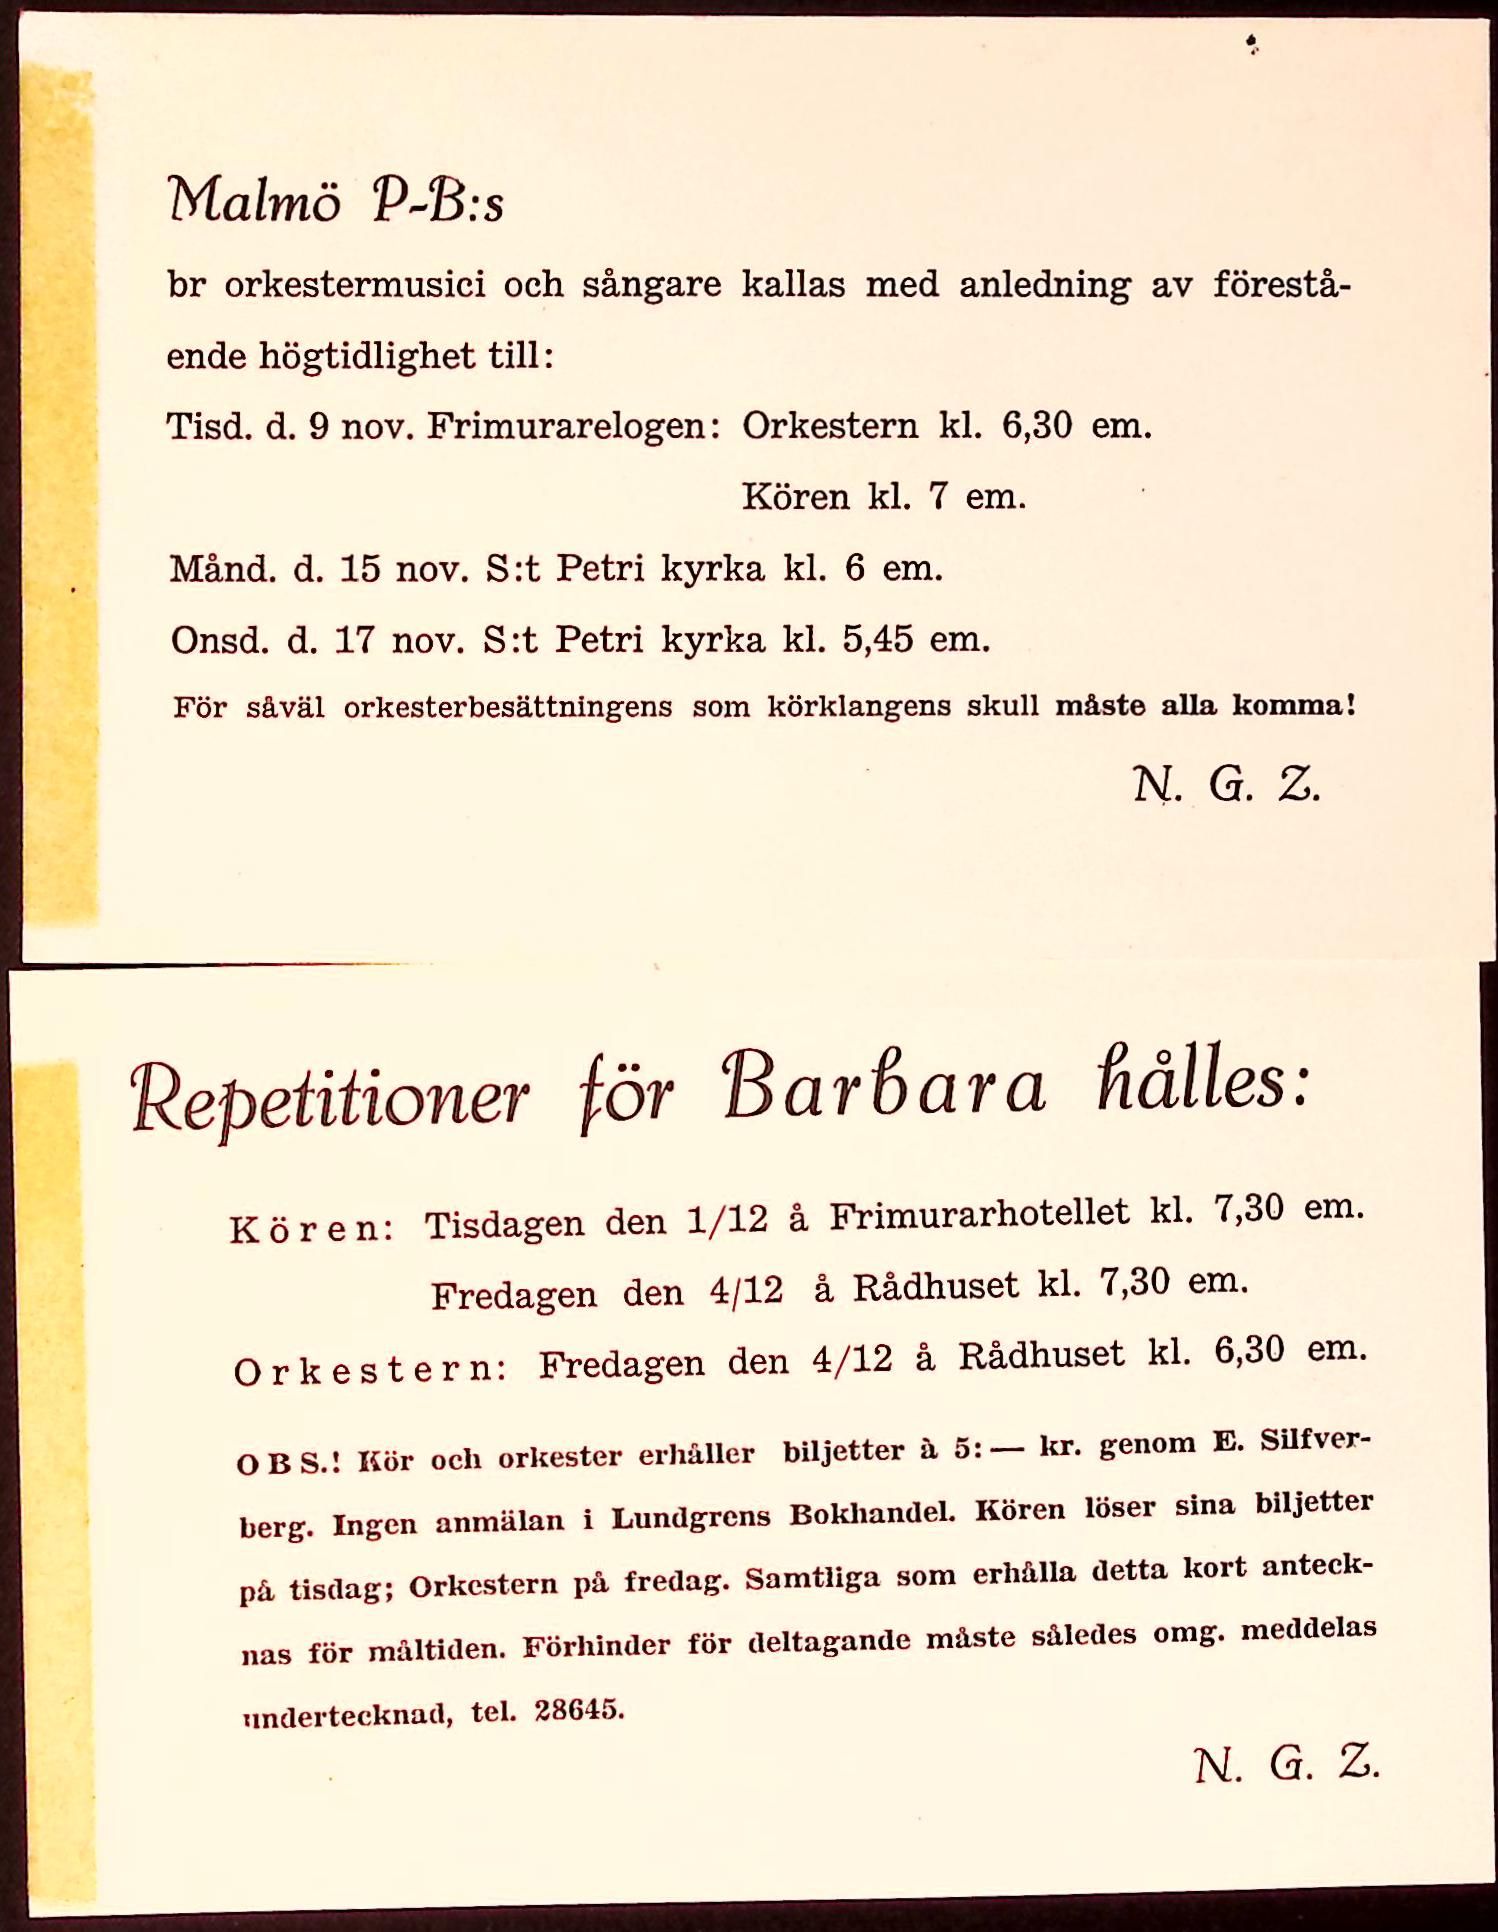 Malmö P-B:s
br orkestermusici och sångare kallas med anledning av förestå-
ende högtidlighet till:
Tisd. d. 9 nov. Frimurarelogen: Orkestern kl. 6,30 em.
Kören kl. 7 em.
Månd. d. 15 nov. S:t Petri kyrka kl. 6 em.
Onsd. d. 17 nov. S:t Petri kyrka kl. 5,45 em.
För såväl orkesterbesättningens som körklangens skull måste alla komma!
N. G. Z.
Repetitioner för Barbara hålles:
Kören: Tisdagen den 1/12 å Frimurarhotellet kl. 7,30 em.
Fredagen den 4/12 å Rådhuset kl. 7,30 em.
Orkestern: Fredagen den 4/12 å Rådhuset kl. 6,30 em.
OBS.! Kör och orkester erhåller biljetter à 5:— kr. genom E. Silfver-
berg. Ingen anmälan i Lundgrens Bokhandel. Kören löser sina biljetter
på tisdag; Orkestern på fredag. Samtliga som erhålla detta kort anteck-
nas för måltiden. Förhinder för deltagande måste således omg. meddelas
undertecknad, tel. 28645.
N. G. Z.